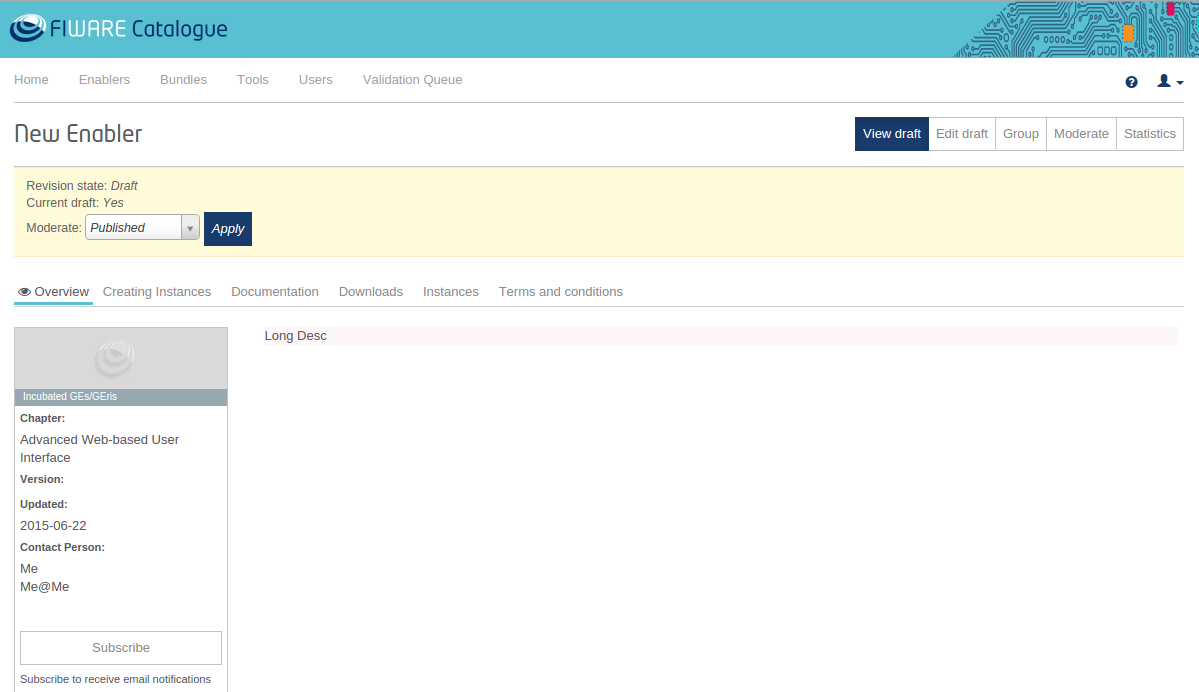 FIWARE Catalogue
Home Enablers Bundles Tools Users Validation Queue
New Enabler
View draft Edit draft Group Moderate Statistics
Revision state: Draft
Current draft: Yes
Moderate: Published Apply
Overview Creating Instances Documentation Downloads Instances Terms and conditions
Incubated GEs/GEris
Chapter:
Advanced Web-based User
Interface
Version:
Updated:
2015-06-22
Contact Person:
Me
Me@Me
Subscribe
Subscribe to receive email notifications
Long Desc